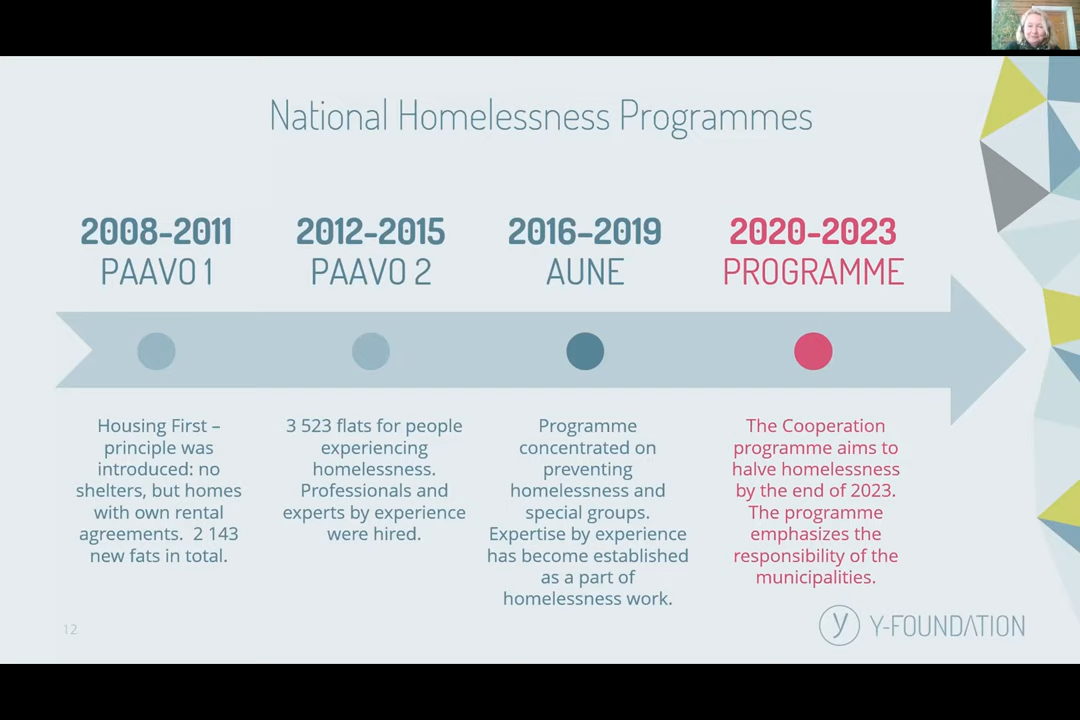 National Homelessness Programmes
2008-2011
PAAVO 1
Housing First –
principle was
introduced: no
shelters, but homes
with own rental
agreements. 2 143
new fats in total.
2012-2015
PAAVO 2
3 523 flats for people
experiencing
homelessness.
Professionals and
experts by experience
were hired.
2016–2019
AUNE
Programme
concentrated on
preventing
homelessness and
special groups.
Expertise by experience
has become established
as a part of
homelessness work.
2020-2023
PROGRAMME
The Cooperation
programme aims to
halve homelessness
by the end of 2023.
The programme
emphasizes the
responsibility of the
municipalities.
12
y Y-FOUNDATION